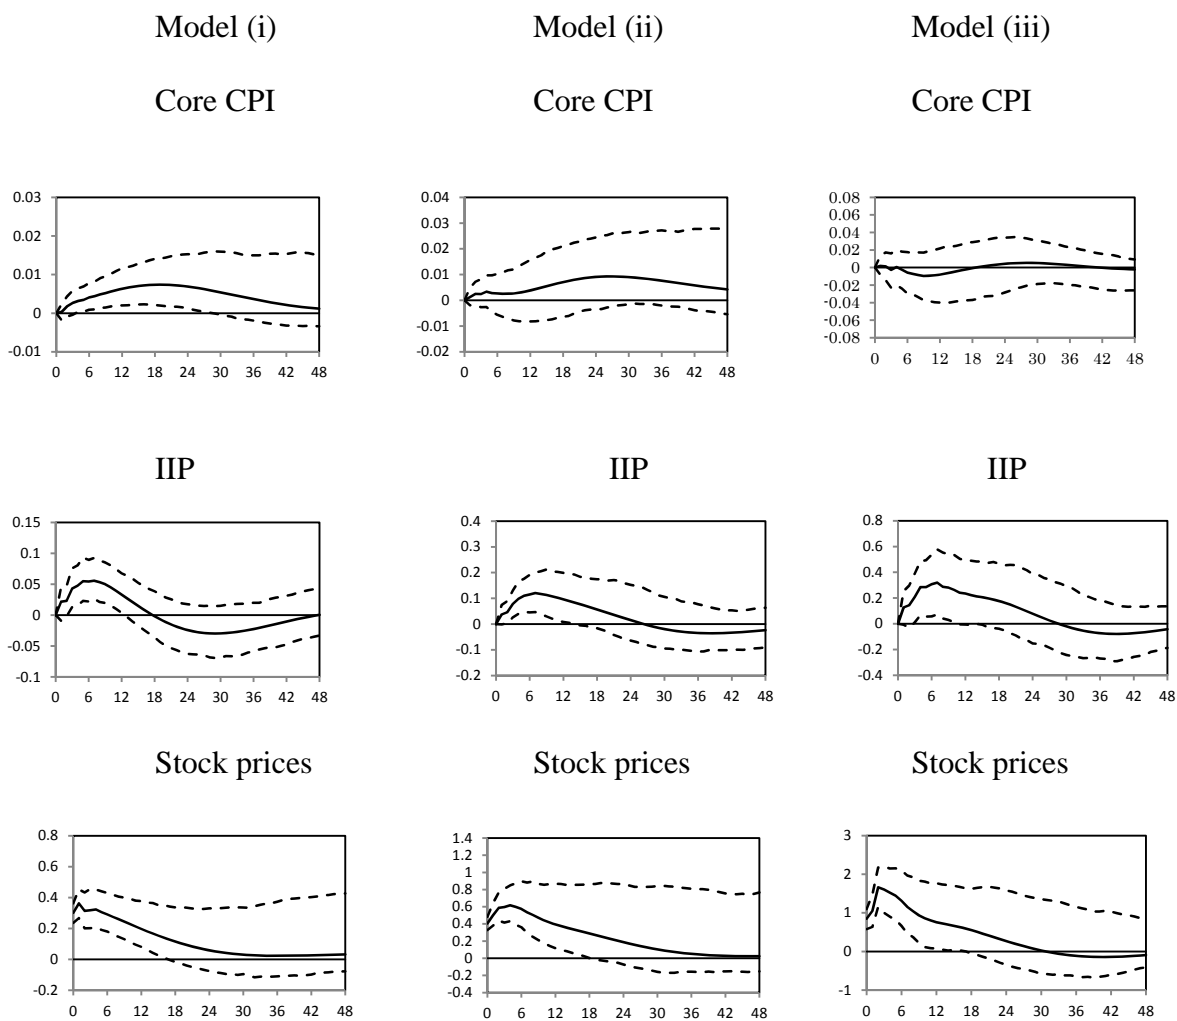 Model (i) Model (ii) Model (iii)
Core CPI Core CPI Core CPI
0.03 0.04 0.08
0.06
0.02 0.03 0.04
0.02 0.02
0.01 0.01 0
-0.02
0 0 -0.04
-0.01 -0.06
-0.01 -0.02 -0.08
0 6 12 18 24 30 36 42 48 0 6 12 18 24 30 36 42 48 0 6 12 18 24 30 36 42 48
IIP IIP IIP
0.15 0.4 0.8
0.1 0.3 0.6
0.05 0.2 0.4
0.1 0.2
0 0 0
-0.05 -0.1 -0.2
-0.1 -0.2 -0.4
0 6 12 18 24 30 36 42 48 0 6 12 18 24 30 36 42 48 0 6 12 18 24 30 36 42 48
Stock prices Stock prices Stock prices
0.8 1.4 3
1.2
0.6 1 2
0.4 0.8
0.6 1
0.2 0.4
0.2
0 0 0
-0.2
-0.2 -0.4 -1
0 6 12 18 24 30 36 42 48 0 6 12 18 24 30 36 42 48 0 6 12 18 24 30 36 42 48